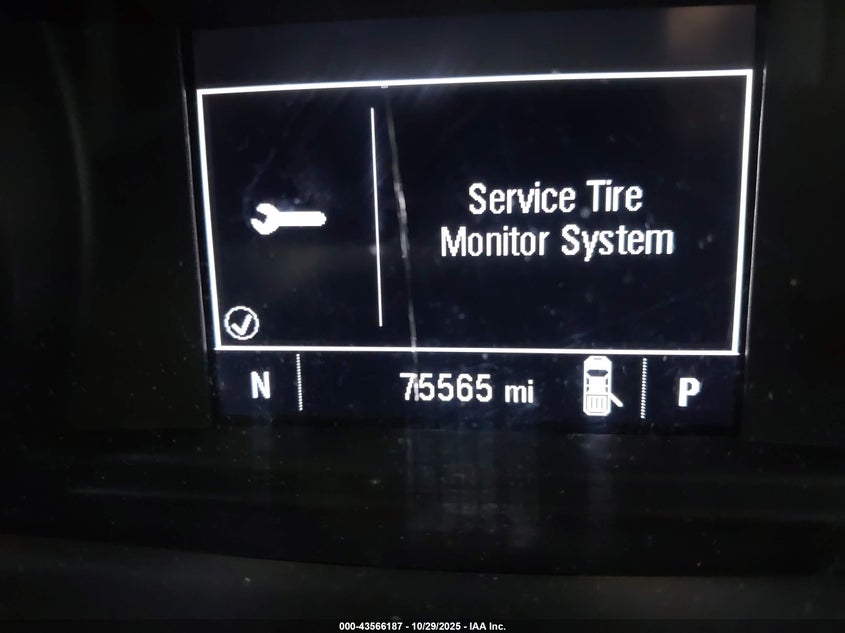 Service Tire
Monitor System
N 75565 mi P
000-43566187 - 10/29/2025 - IAA Inc.